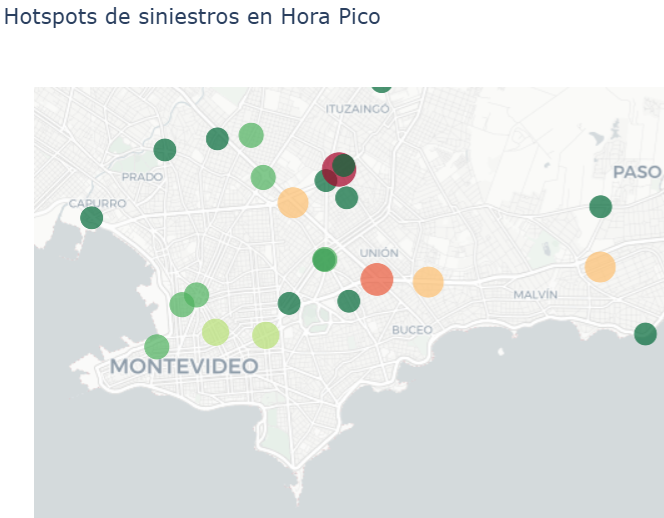 Hotspots de siniestros en Hora Pico
ITUZAINGÓ
PRADO
PASO
CAPURRO
UNIÓN
MALVÍN
BUCEO
MONTEVIDEO